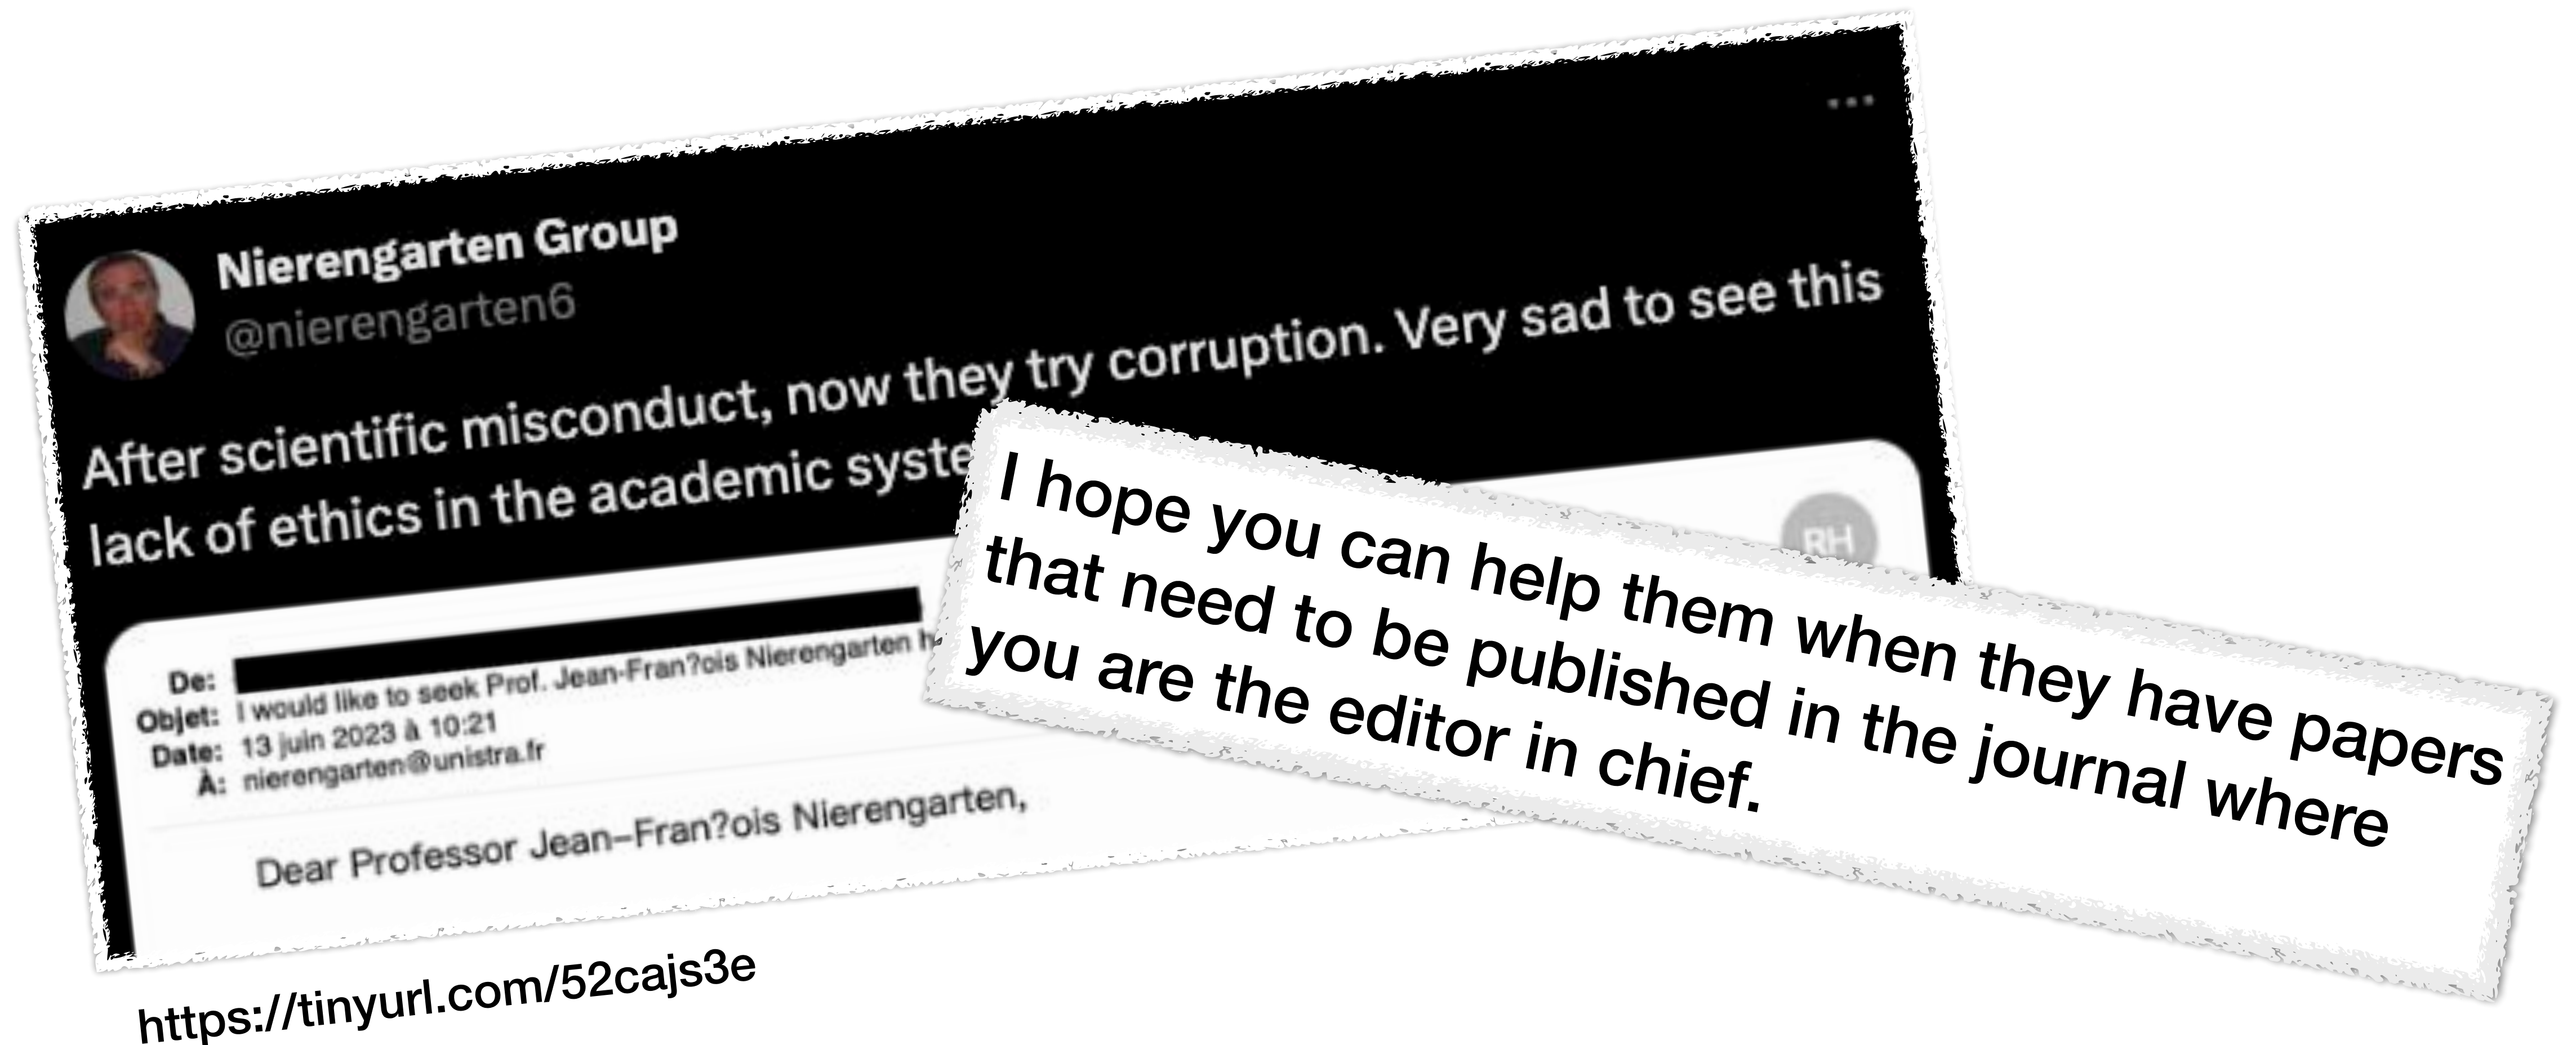 ...
Nierengarten Group
@nierengarten6
After scientific misconduct, now they try corruption. Very sad to see this
lack of ethics in the academic syste
RH
De:
Objet: I would like to seek Prof. Jean-Fran?ois Nierengarten h
Date: 13 juin 2023 à 10:21
À: nierengarten@unistra.fr
Dear Professor Jean-Fran?ois Nierengarten,
I hope you can help them when they have papers
that need to be published in the journal where
you are the editor in chief.
https://tinyurl.com/52cajs3e